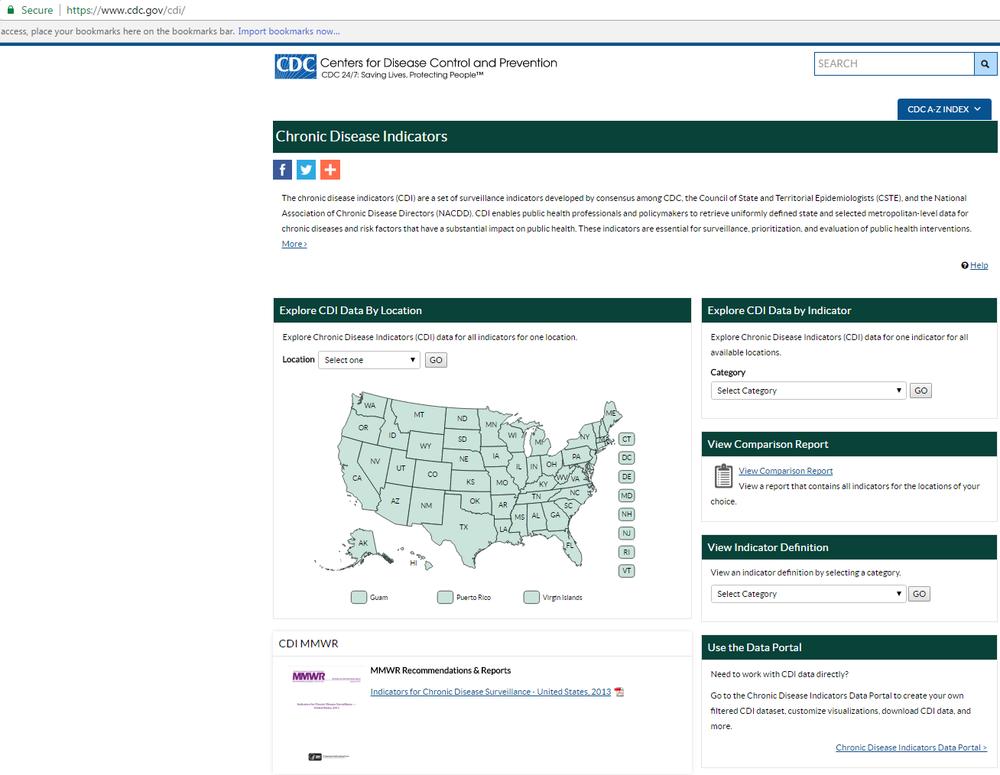 Secure | https://www.cdc.gov/cdi/
access, place your bookmarks here on the bookmarks bar. Import bookmarks now...
CDC Centers for Disease Control and Prevention
CDC 24/7: Saving Lives, Protecting People™
SEARCH
CDC A-Z INDEX
Chronic Disease Indicators
The chronic disease indicators (CDI) are a set of surveillance indicators developed by consensus among CDC, the Council of State and Territorial Epidemiologists (CSTE), and the National
Association of Chronic Disease Directors (NACDD). CDI enables public health professionals and policymakers to retrieve uniformly defined state and selected metropolitan-level data for
chronic diseases and risk factors that have a substantial impact on public health. These indicators are essential for surveillance, prioritization, and evaluation of public health interventions.
More >
Help
Explore CDI Data By Location
Explore Chronic Disease Indicators (CDI) data for all indicators for one location.
Location Select one GO
WA
MT
ND
MN
ME
OR
ID
SD
WI
MI
NY
MA
CT
WY
NE
IA
PA
DC
NV
UT
CO
IL
IN
OH
DE
CA
KS
MO
KY
WV
VA
MD
AZ
NM
OK
AR
TN
NC
NH
TX
LA
MS
AL
GA
SC
NJ
AK
HI
FL
RI
VT
Guam
Puerto Rico
Virgin Islands
Explore CDI Data by Indicator
Explore Chronic Disease Indicators (CDI) data for one indicator for all
available locations.
Category
Select Category GO
View Comparison Report
View Comparison Report
View a report that contains all indicators for the locations of your
choice.
View Indicator Definition
View an indicator definition by selecting a category.
Select Category GO
CDI MMWR
MMWR
MMWR Recommendations & Reports
Indicators for Chronic Disease Surveillance - United States, 2013
Indicators for Chronic Disease Surveillance —
United States, 2013
Use the Data Portal
Need to work with CDI data directly?
Go to the Chronic Disease Indicators Data Portal to create your own
filtered CDI dataset, customize visualizations, download CDI data, and
more.
Chronic Disease Indicators Data Portal >